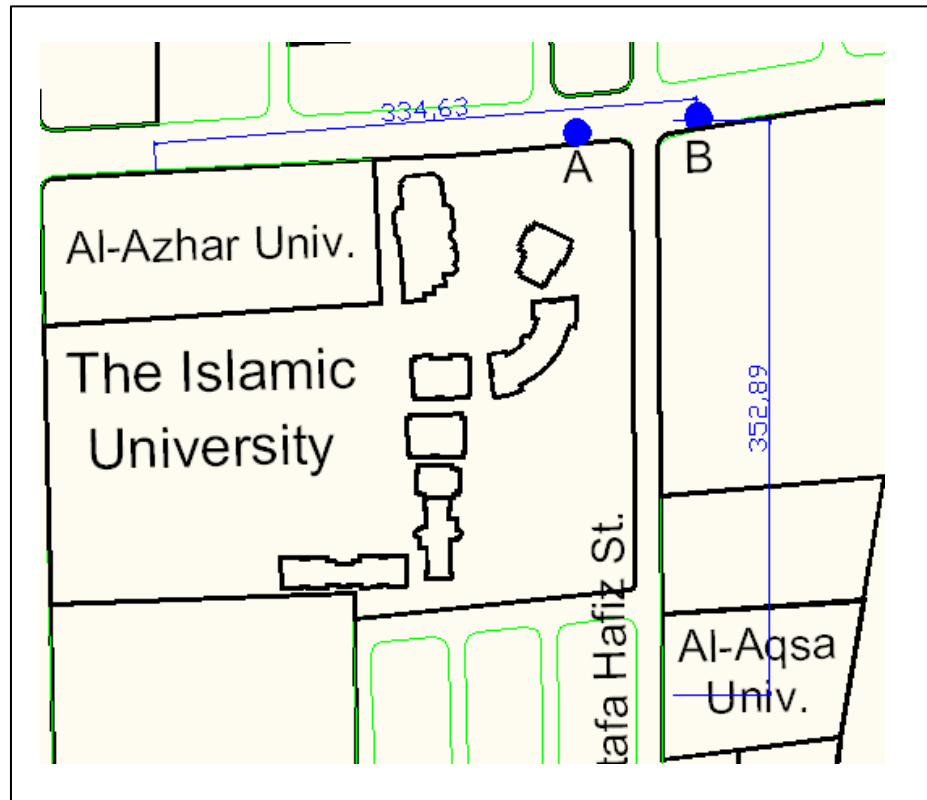 334,63
A
B
Al-Azhar Univ.
The Islamic
University
352,89
tafa Hafiz St.
Al-Aqsa
Univ.